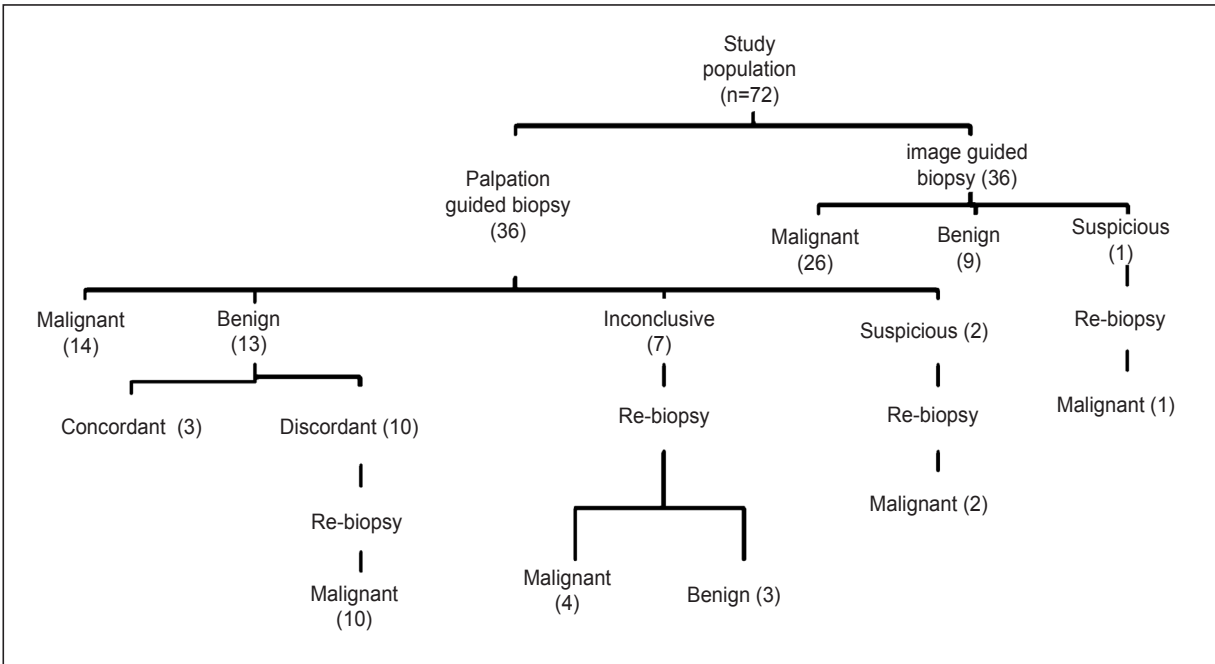 Study
population
(n=72)
Palpation
guided biopsy
(36)
image guided
biopsy (36)
Malignant
(26)
Benign
(9)
Suspicious
(1)
Re-biopsy
Malignant (1)
Malignant
(14)
Benign
(13)
Inconclusive
(7)
Suspicious (2)
Concordant (3)
Discordant (10)
Re-biopsy
Malignant
(10)
Re-biopsy
Malignant
(4)
Benign (3)
Re-biopsy
Malignant (2)